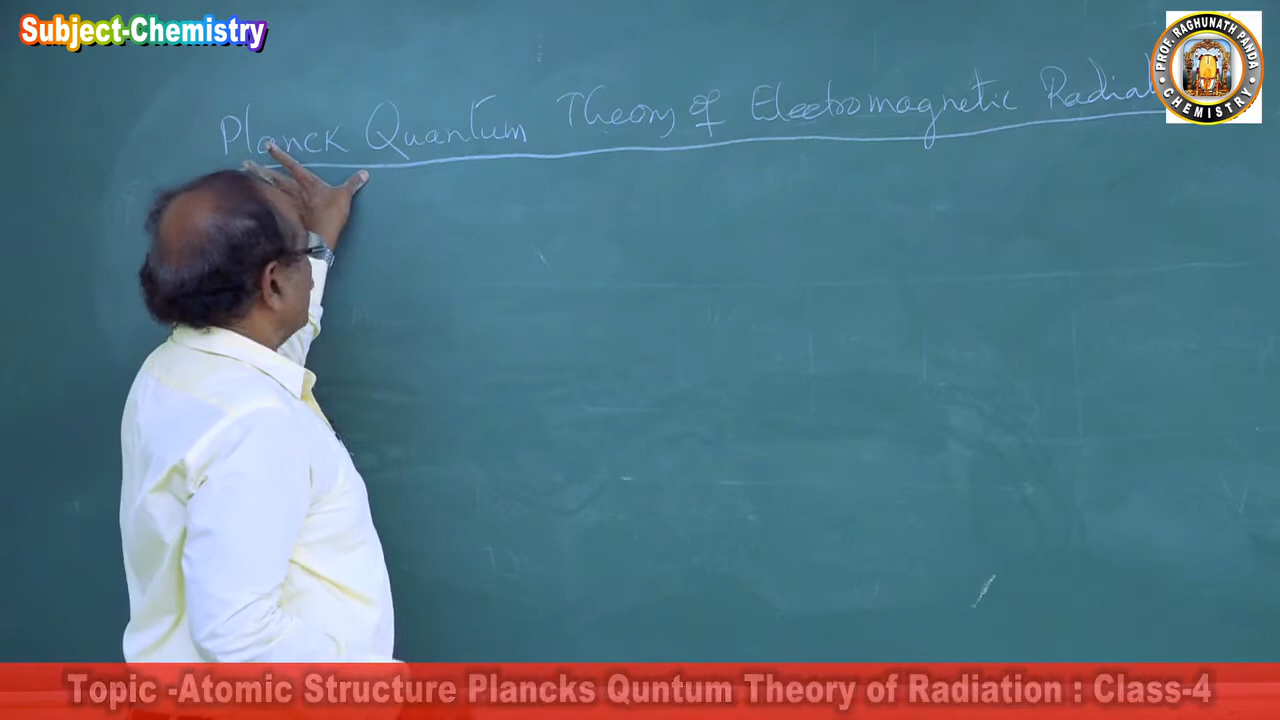 Subject-Chemistry
PROF. RAGHUNATH PANDA
CHEMISTRY
Planck Quantum Theory of Electromagnetic Radiat
Topic -Atomic Structure Plancks Quntum Theory of Radiation : Class-4